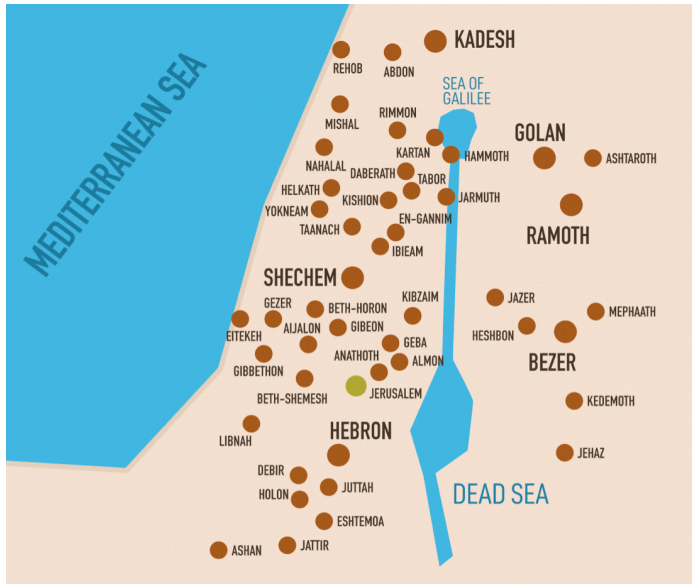 KADESH
REHOB
ABDON
MEDITERRANEAN SEA
SEA OF
GALILEE
MISHAL
RIMMON
GOLAN
KARTAN
HAMMOTH
ASHTAROTH
NAHALAL
DABERATH
TABOR
HELKATH
KISHION
JARMUTH
YOKNEAM
EN-GANNIM
TAANACH
RAMOTH
IBIEAM
SHECHEM
KIBZAIM
JAZER
GEZER
BETH-HORON
MEPHAATH
EITEKEH
AIJALON
GIBEON
HESHBON
GEBA
ANATHOTH
ALMON
BEZER
GIBBETHON
BETH-SHEMESH
JERUSALEM
KEDEMOTH
HEBRON
LIBNAH
JEHAZ
DEBIR
JUTTAH
HOLON
DEAD SEA
ESHTEMOA
ASHAN
JATTIR